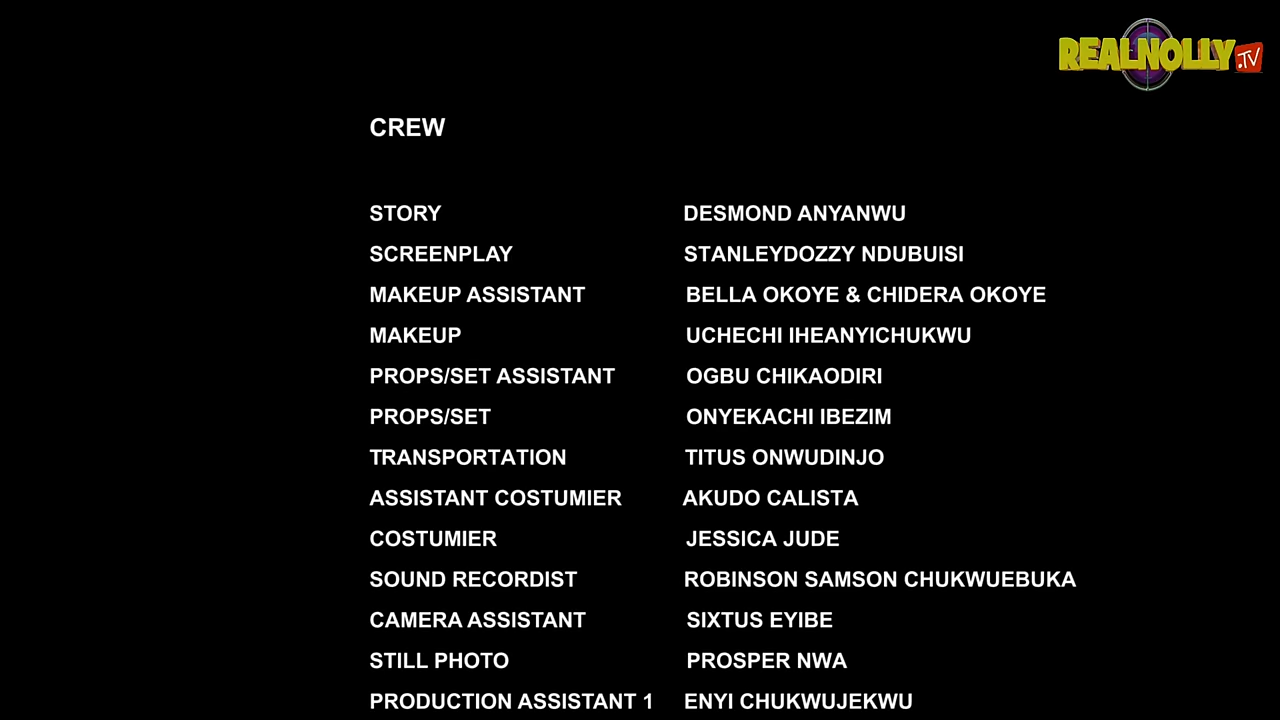 REALNOLLY.TV
CREW
STORY DESMOND ANYANWU
SCREENPLAY STANLEYDOZZY NDUBUISI
MAKEUP ASSISTANT BELLA OKOYE & CHIDERA OKOYE
MAKEUP UCHECHI IHEANYICHUKWU
PROPS/SET ASSISTANT OGBU CHIKAODIRI
PROPS/SET ONYEKACHI IBEZIM
TRANSPORTATION TITUS ONWUDINJO
ASSISTANT COSTUMIER AKUDO CALISTA
COSTUMIER JESSICA JUDE
SOUND RECORDIST ROBINSON SAMSON CHUKWUEBUKA
CAMERA ASSISTANT SIXTUS EYIBE
STILL PHOTO PROSPER NWA
PRODUCTION ASSISTANT 1 ENYI CHUKWUJEKWU